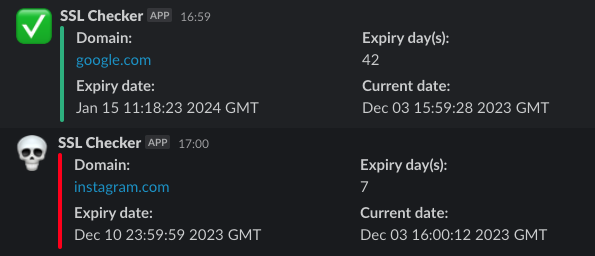 SSL Checker APP 16:59
Domain: Expiry day(s):
google.com 42
Expiry date: Current date:
Jan 15 11:18:23 2024 GMT Dec 03 15:59:28 2023 GMT
SSL Checker APP 17:00
Domain: Expiry day(s):
instagram.com 7
Expiry date: Current date:
Dec 10 23:59:59 2023 GMT Dec 03 16:00:12 2023 GMT